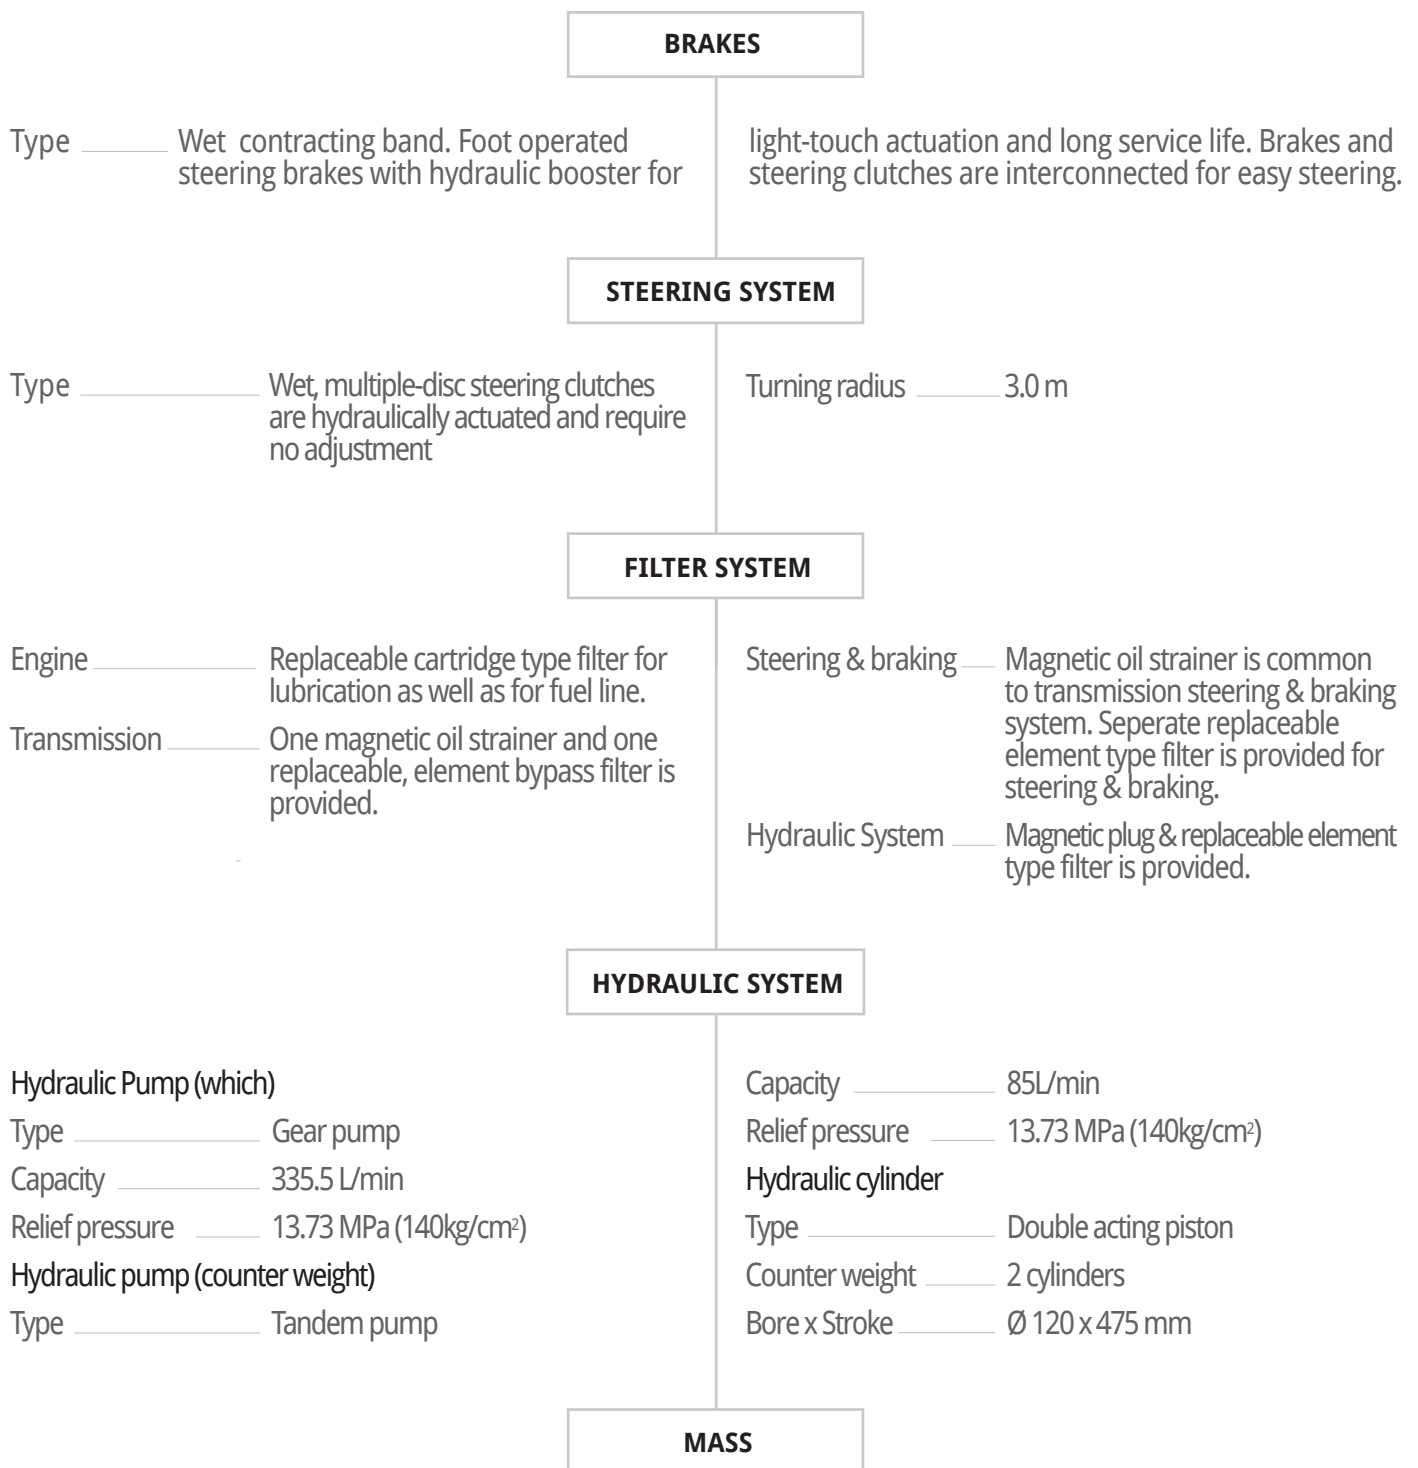 BRAKES
Type Wet contracting band. Foot operated
steering brakes with hydraulic booster for
light-touch actuation and long service life. Brakes and
steering clutches are interconnected for easy steering.
STEERING SYSTEM
Type Wet, multiple-disc steering clutches
are hydraulically actuated and require
no adjustment
Turning radius 3.0 m
FILTER SYSTEM
Engine Replaceable cartridge type filter for
lubrication as well as for fuel line.
Transmission One magnetic oil strainer and one
replaceable, element bypass filter is
provided.
Steering & braking Magnetic oil strainer is common
to transmission steering & braking
system. Seperate replaceable
element type filter is provided for
steering & braking.
Hydraulic System Magnetic plug & replaceable element
type filter is provided.
HYDRAULIC SYSTEM
Hydraulic Pump (which)
Type Gear pump
Capacity 335.5 L/min
Relief pressure 13.73 MPa (140kg/cm²)
Hydraulic pump (counter weight)
Type Tandem pump
Capacity 85L/min
Relief pressure 13.73 MPa (140kg/cm²)
Hydraulic cylinder
Type Double acting piston
Counter weight 2 cylinders
Bore x Stroke Ø 120 x 475 mm
MASS